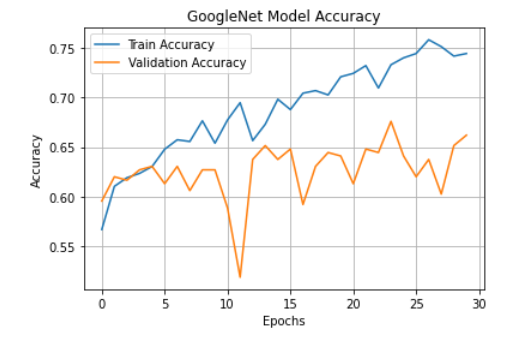 GoogleNet Model Accuracy
Train Accuracy
Validation Accuracy
Accuracy
0.75
0.70
0.65
0.60
0.55
0 5 10 15 20 25 30
Epochs